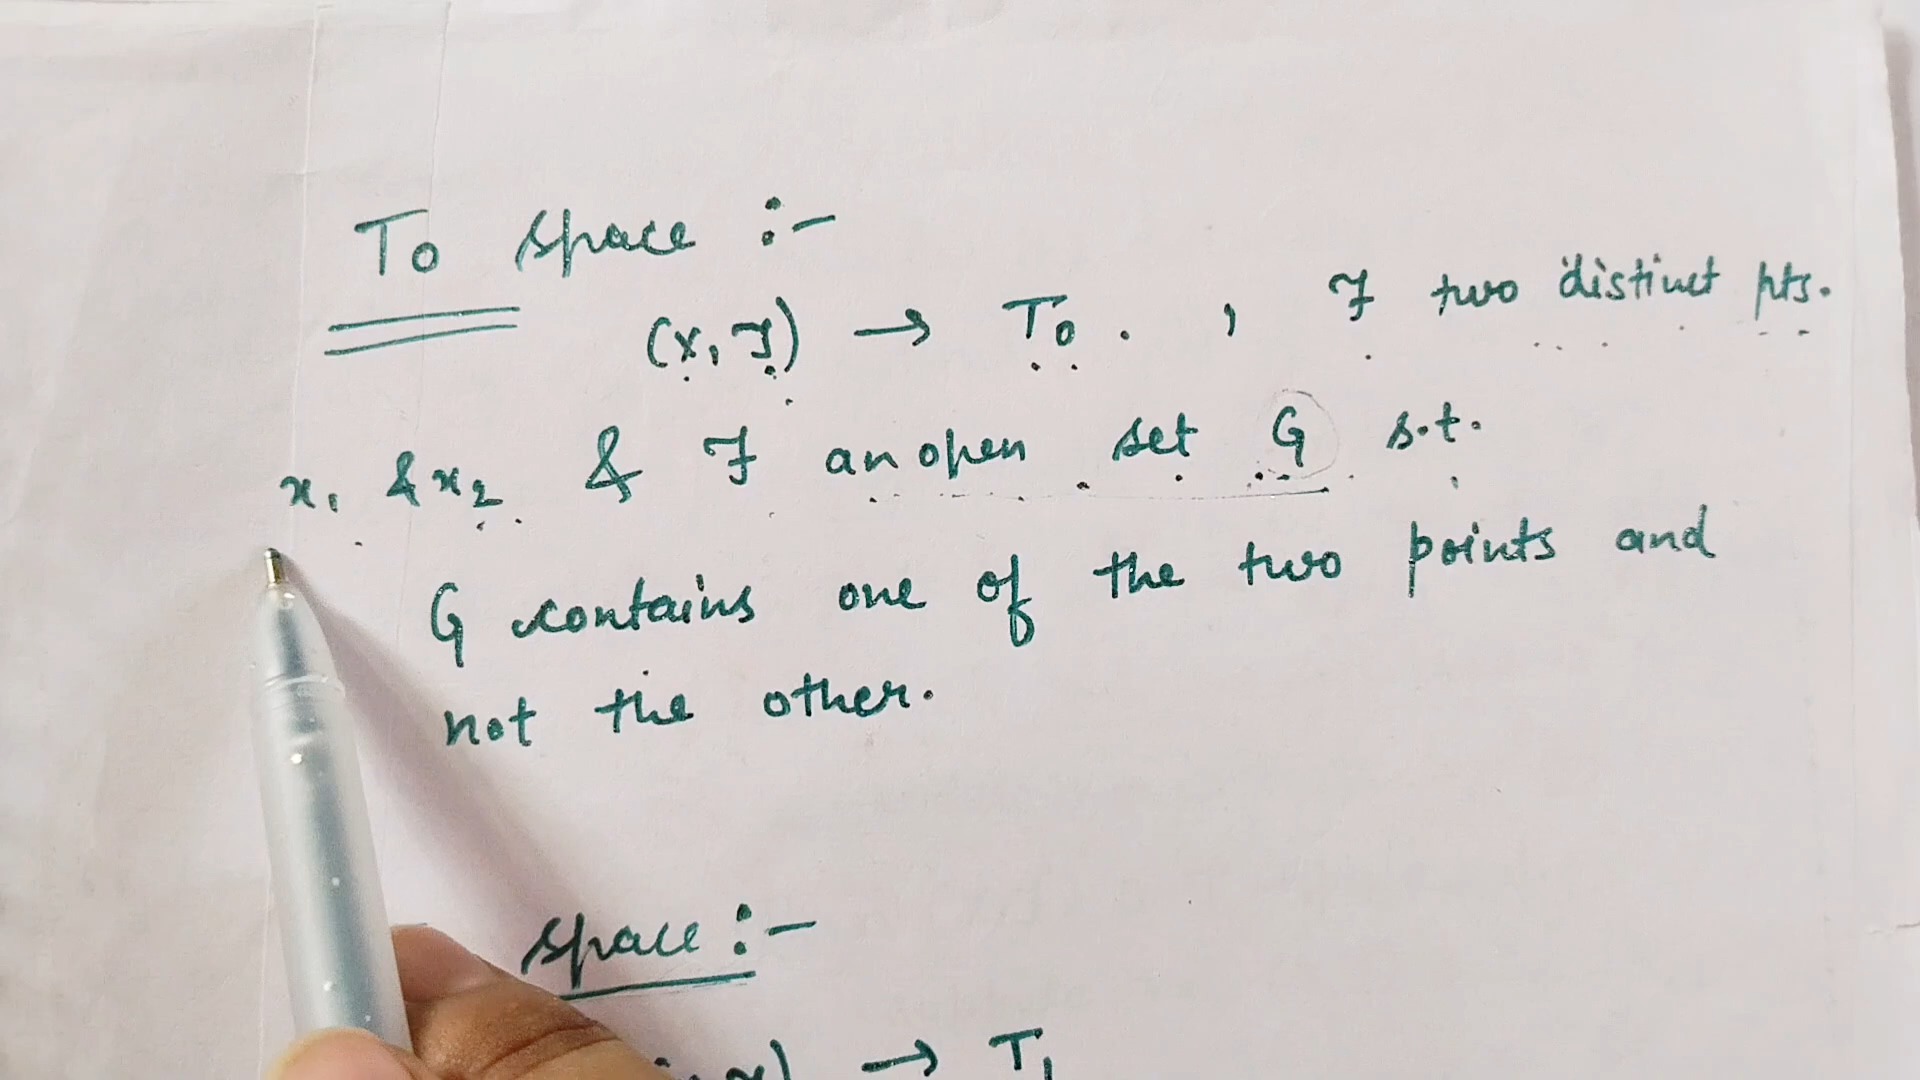 T₀ space :-
(X, J) → T₀ . , ∃ two distinct pts.
x₁ & x₂ & ∃ an open set G s.t.
G contains one of the two points and
not the other.
space :-
) → T₁